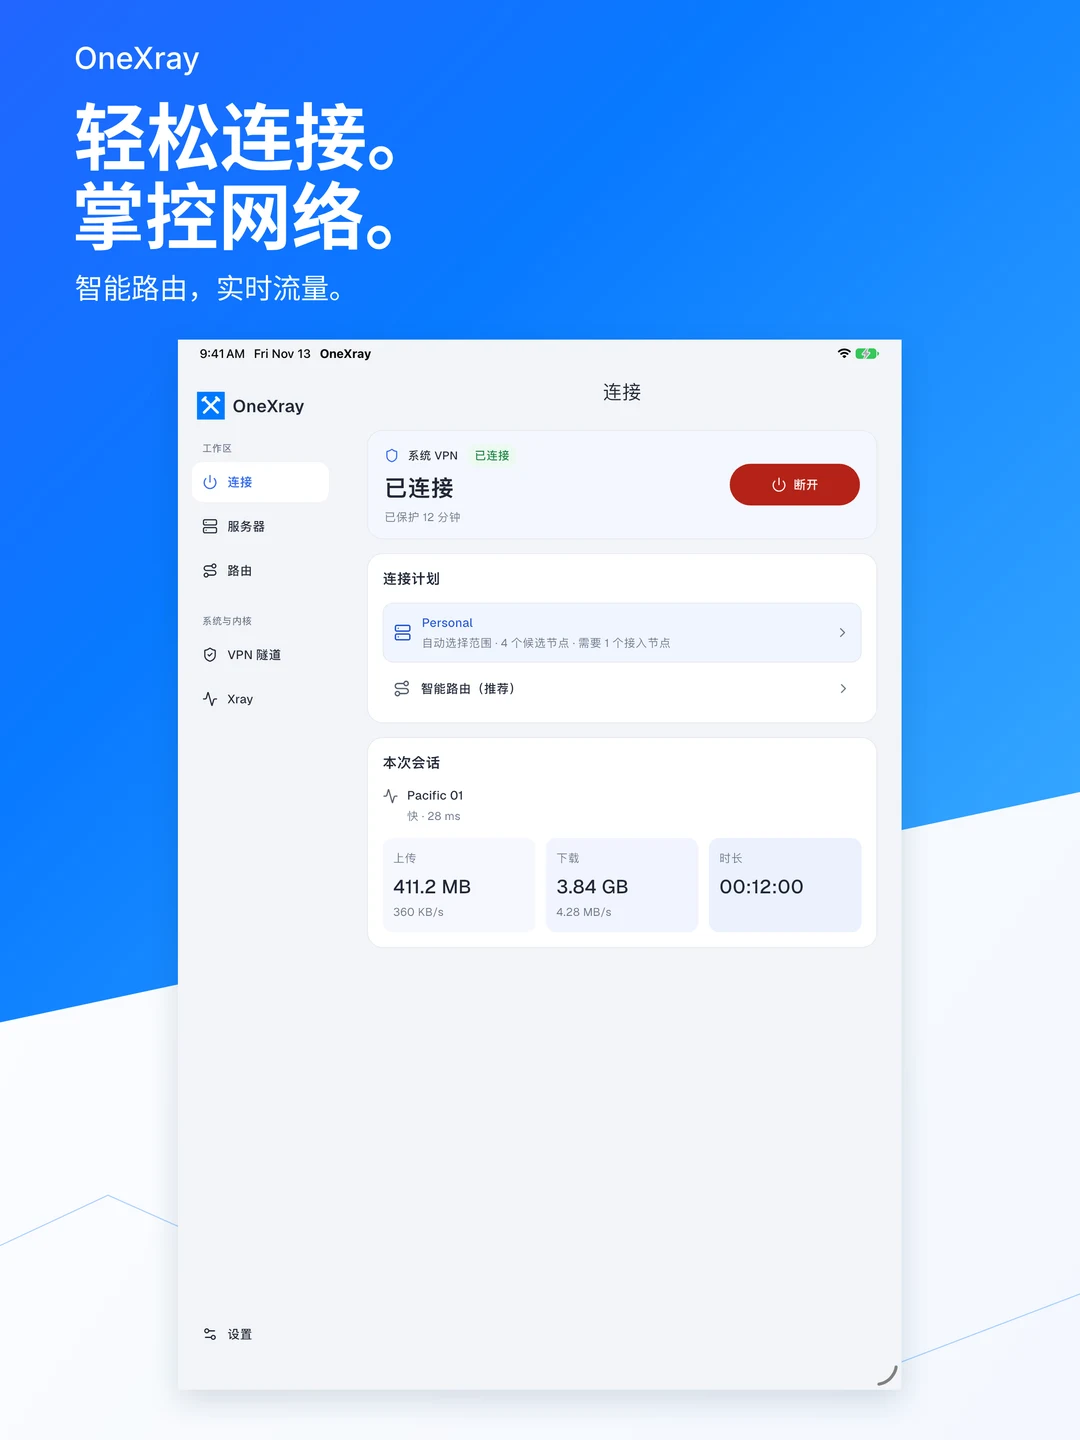 OneXray
轻松连接。
掌控网络。
智能路由，实时流量。
9:41 AM Fri Nov 13 OneXray
连接
OneXray
工作区
连接
服务器
路由
系统与内核
VPN 隧道
Xray
设置
系统 VPN 已连接
已连接
已保护 12 分钟
断开
连接计划
Personal
自动选择范围 · 4 个候选节点 · 需要 1 个接入节点
智能路由（推荐）
本次会话
Pacific 01
快 · 28 ms
上传
411.2 MB
360 KB/s
下载
3.84 GB
4.28 MB/s
时长
00:12:00